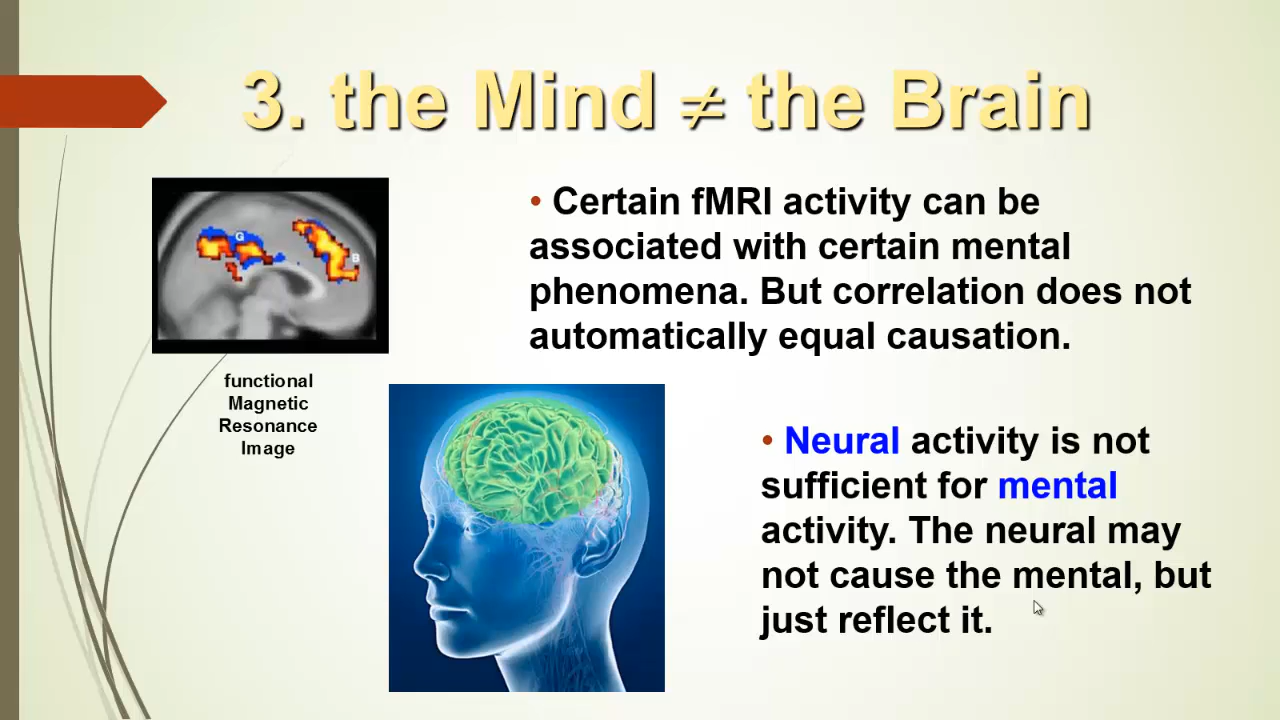 3. the Mind ≠ the Brain
G
B
functional
Magnetic
Resonance
Image
• Certain fMRI activity can be
associated with certain mental
phenomena. But correlation does not
automatically equal causation.
• Neural activity is not
sufficient for mental
activity. The neural may
not cause the mental, but
just reflect it.